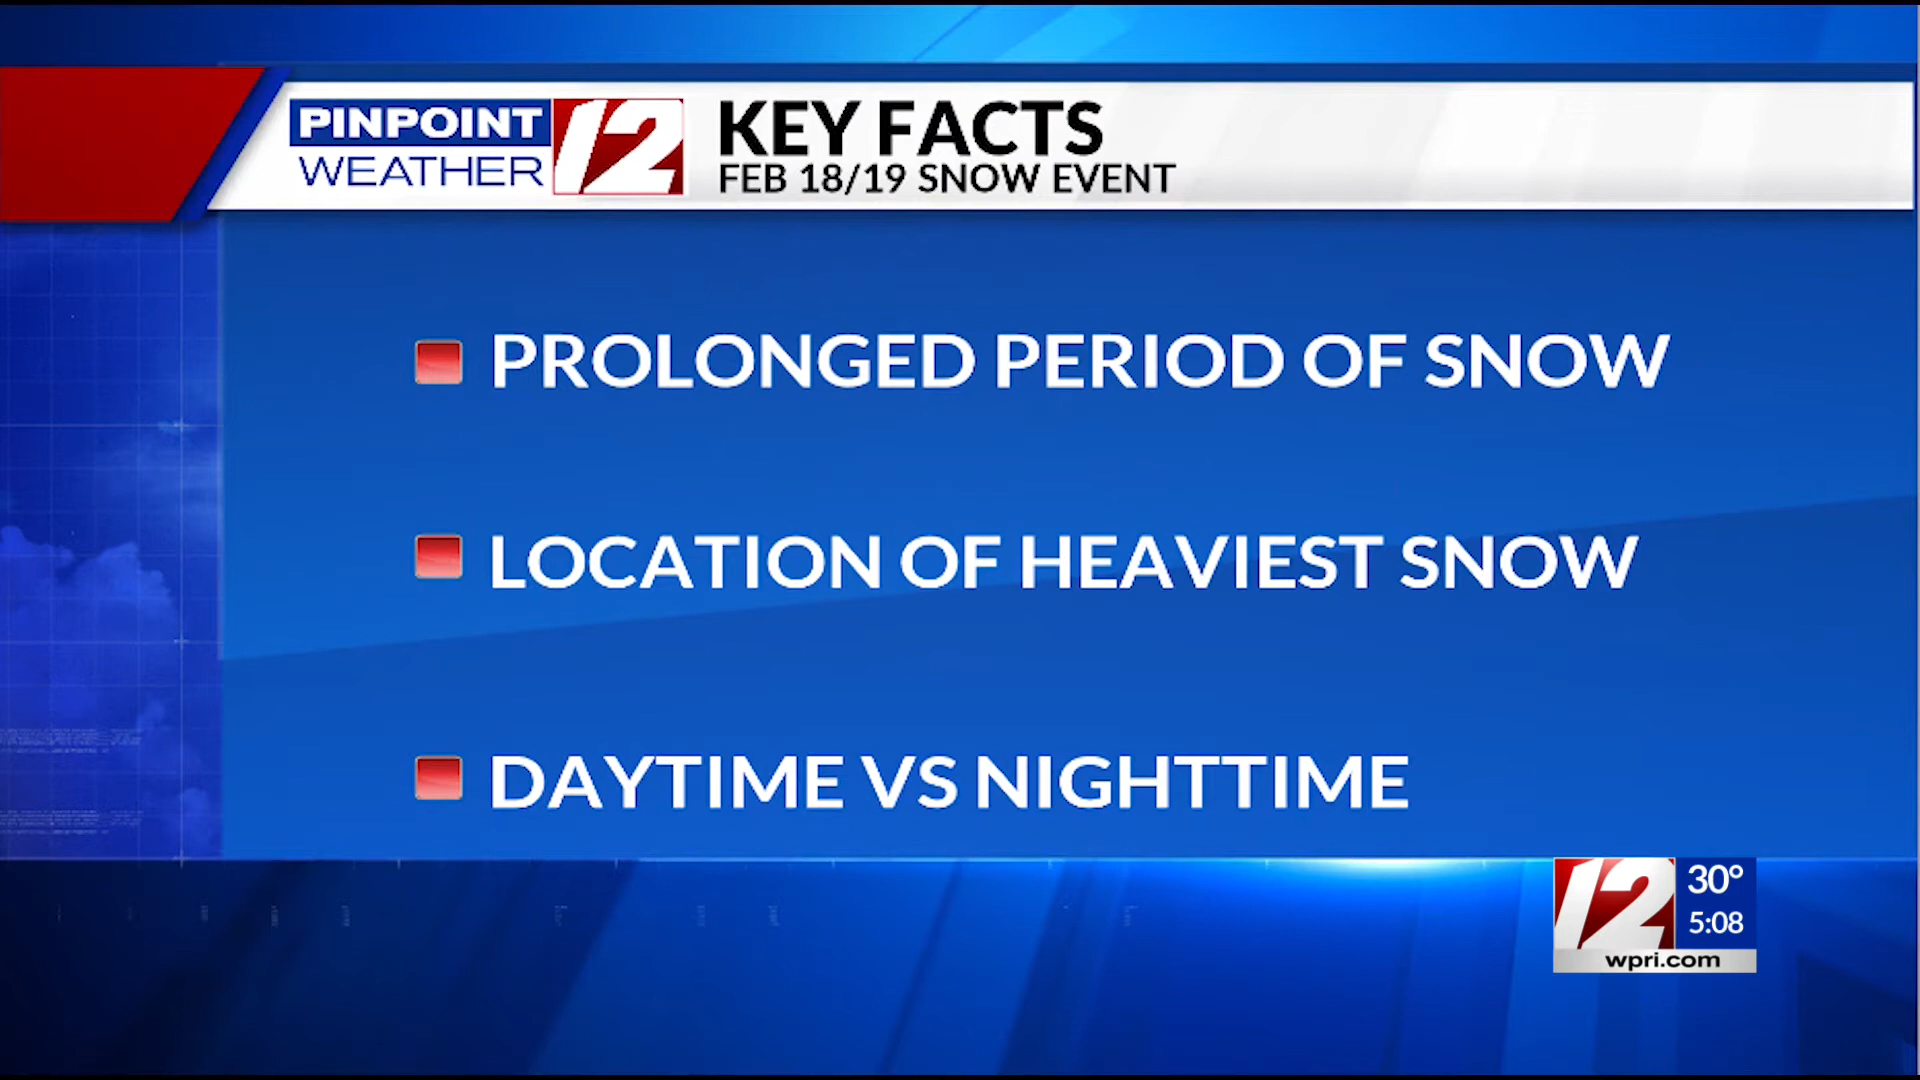 PINPOINT
WEATHER
12
KEY FACTS
FEB 18/19 SNOW EVENT
PROLONGED PERIOD OF SNOW
LOCATION OF HEAVIEST SNOW
DAYTIME VS NIGHTTIME
12
30°
5:08
wpri.com